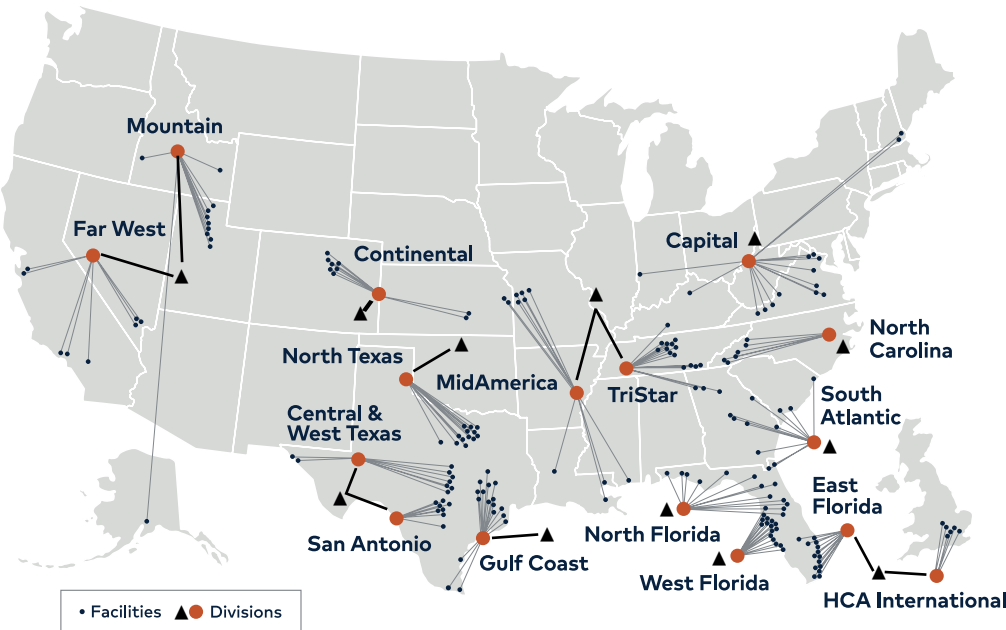 Mountain
Far West
Continental
Capital
North Texas
MidAmerica
TriStar
North
Carolina
Central &
West Texas
South
Atlantic
San Antonio
Gulf Coast
North Florida
West Florida
East
Florida
HCA International
Facilities
Divisions